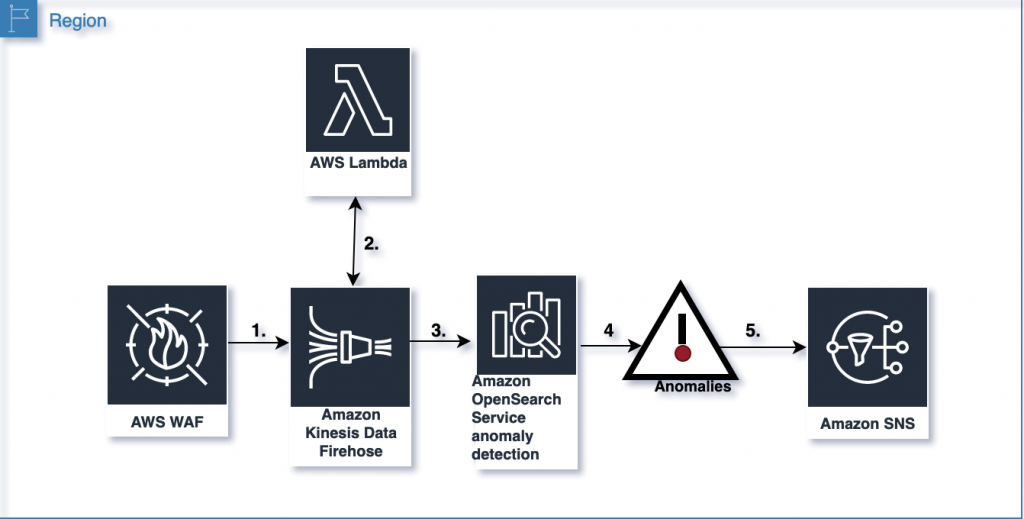 Region
AWS Lambda
2.
1.
3.
4
5.
AWS WAF
Amazon
Kinesis Data
Firehose
Amazon
OpenSearch
Service
anomaly
detection
Anomalies
Amazon SNS